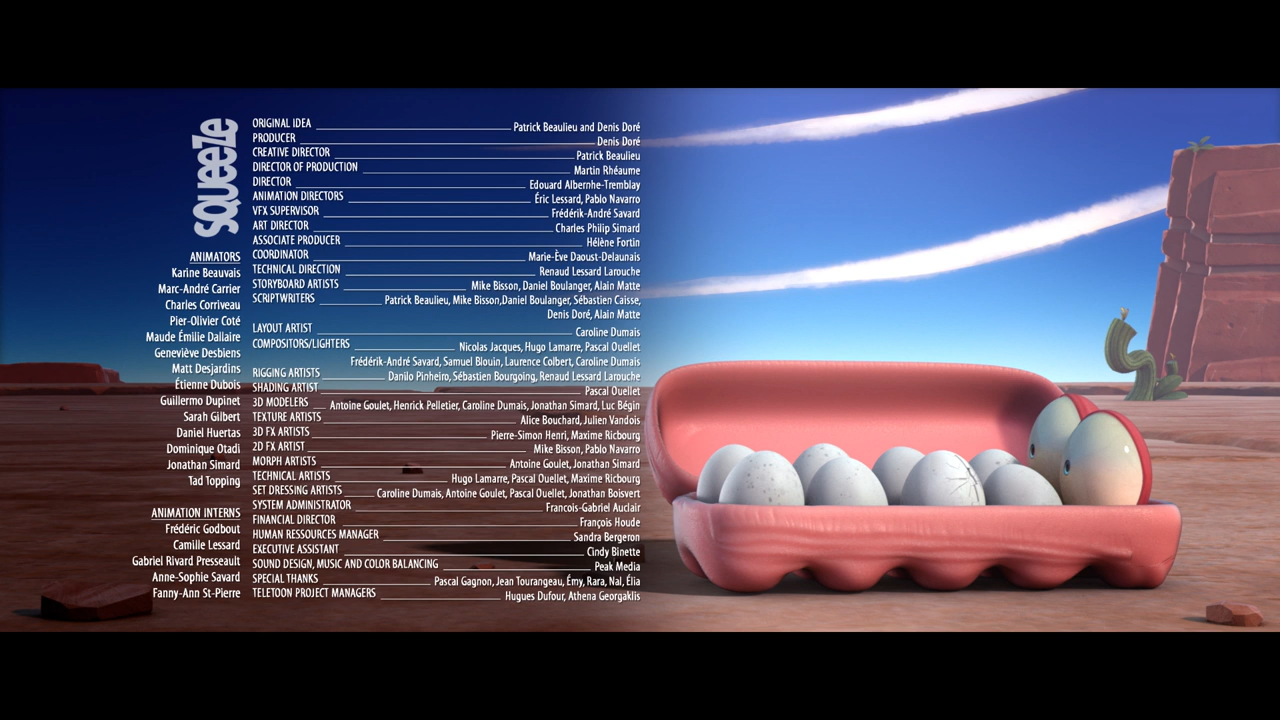 squeeze
ORIGINAL IDEA Patrick Beaulieu and Denis Doré
PRODUCER Denis Doré
CREATIVE DIRECTOR Patrick Beaulieu
DIRECTOR OF PRODUCTION Martin Rhéaume
DIRECTOR Edouard Albernhe-Tremblay
ANIMATION DIRECTORS Éric Lessard, Pablo Navarro
VFX SUPERVISOR Frédérik-André Savard
ART DIRECTOR Charles Philip Simard
ASSOCIATE PRODUCER Hélène Fortin
COORDINATOR Marie-Ève Daoust-Delaunais
TECHNICAL DIRECTION Renaud Lessard Larouche
STORYBOARD ARTISTS Mike Bisson, Daniel Boulanger, Alain Matte
SCRIPTWRITERS Patrick Beaulieu, Mike Bisson,Daniel Boulanger, Sébastien Caisse,
Denis Doré, Alain Matte
LAYOUT ARTIST Caroline Dumais
COMPOSITORS/LIGHTERS Nicolas Jacques, Hugo Lamarre, Pascal Ouellet
Frédérik-André Savard, Samuel Blouin, Laurence Colbert, Caroline Dumais
RIGGING ARTISTS Danilo Pinheiro, Sébastien Bourgoing, Renaud Lessard Larouche
SHADING ARTIST Pascal Ouellet
3D MODELERS Antoine Goulet, Henrick Pelletier, Caroline Dumais, Jonathan Simard, Luc Bégin
TEXTURE ARTISTS Alice Bouchard, Julien Vandois
3D FX ARTISTS Pierre-Simon Henri, Maxime Ricbourg
2D FX ARTIST Mike Bisson, Pablo Navarro
MORPH ARTISTS Antoine Goulet, Jonathan Simard
TECHNICAL ARTISTS Hugo Lamarre, Pascal Ouellet, Maxime Ricbourg
SET DRESSING ARTISTS Caroline Dumais, Antoine Goulet, Pascal Ouellet, Jonathan Boisvert
SYSTEM ADMINISTRATOR Francois-Gabriel Auclair
FINANCIAL DIRECTOR François Houde
HUMAN RESSOURCES MANAGER Sandra Bergeron
EXECUTIVE ASSISTANT Cindy Binette
SOUND DESIGN, MUSIC AND COLOR BALANCING Peak Media
SPECIAL THANKS Pascal Gagnon, Jean Tourangeau, Émy, Rara, Nal, Élia
TELETOON PROJECT MANAGERS Hugues Dufour, Athena Georgaklis
ANIMATORS
Karine Beauvais
Marc-André Carrier
Charles Corriveau
Pier-Olivier Coté
Maude Émilie Dallaire
Geneviève Desbiens
Matt Desjardins
Étienne Dubois
Guillermo Dupinet
Sarah Gilbert
Daniel Huertas
Dominique Otadi
Jonathan Simard
Tad Topping
ANIMATION INTERNS
Frédéric Godbout
Camille Lessard
Gabriel Rivard Presseault
Anne-Sophie Savard
Fanny-Ann St-Pierre